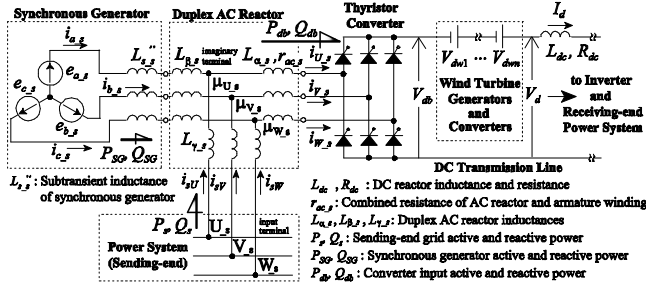 Synchronous Generator
Duplex AC Reactor
Thyristor
Converter
P_db, Q_db
I_d
i_a_s
L_s_s''
L_β_s
imaginary
terminal
L_α_s, r_ac_s
i_U_s
V_dw1 ... V_dwn
L_dc, R_dc
e_a_s
i_b_s
μ_U_s
i_V_s
V_db
Wind Turbine
Generators
and
Converters
V_d
to Inverter
and
Receiving-end
Power System
e_c_s
e_b_s
μ_V_s
μ_W_s
i_W_s
i_c_s
P_SG, Q_SG
L_γ_s
DC Transmission Line
L_s_s'' : Subtransient inductance
of synchronous generator
i_sU
i_sV
i_sW
L_dc , R_dc : DC reactor inductance and resistance
r_ac_s : Combined resistance of AC reactor and armature winding
L_α_s, L_β_s, L_γ_s : Duplex AC reactor inductances
P_s, Q_s
U_s
input
terminal
P_s, Q_s : Sending-end grid active and reactive power
Power System
(Sending-end)
V_s
W_s
P_SG, Q_SG : Synchronous generator active and reactive power
P_db, Q_db : Converter input active and reactive power